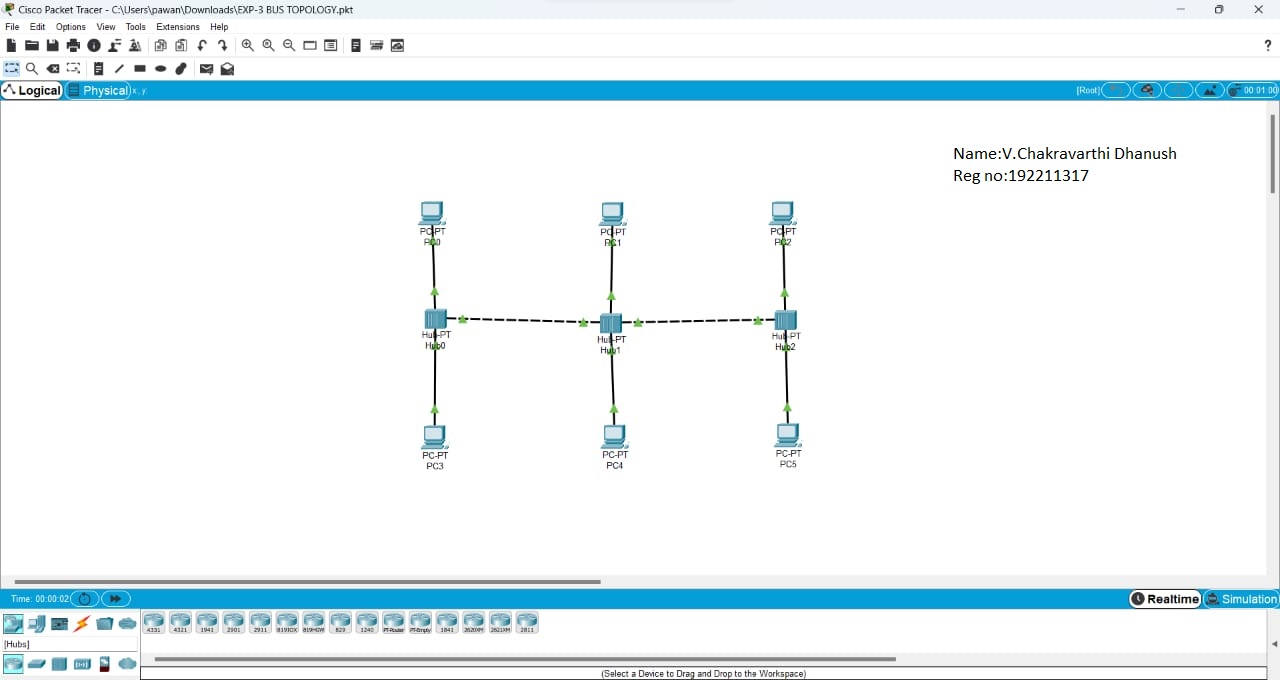 Cisco Packet Tracer - C:\Users\pawan\Downloads\EXP-3 BUS TOPOLOGY.pkt
File Edit Options View Tools Extensions Help
?
Logical Physical x, y [Root] 00:01:00
Name:V.Chakravarthi Dhanush
Reg no:192211317
PC-PT PC-PT PC-PT
PC0 PC1 PC2
Hub-PT Hub-PT Hub-PT
Hub0 Hub1 Hub2
PC-PT PC-PT PC-PT
PC3 PC4 PC5
Time: 00:00:02 Realtime Simulation
4331 4321 1941 2901 2911 819IOX 819HGW 829 1240 PT-Router PT-Empty 1841 2620XM 2621XM 2811
[Hubs]
(Select a Device to Drag and Drop to the Workspace)